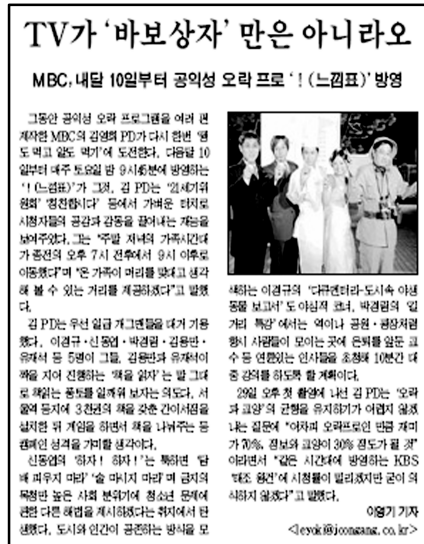 TV가 '바보상자' 만은 아니라오
MBC, 내달 10일부터 공익성 오락 프로 '! (느낌표)' 방영
그동안 공익성 오락 프로그램을 여러 편
제작한 MBC의 김영희 PD가 다시 한번 '꿩
도 먹고 알도 먹기'에 도전한다. 다음달 10
일부터 매주 토요일 밤 9시45분에 방영하는
'! (느낌표)'가 그것. 김 PD는 '21세기위
원회' '칭찬합시다' 등에서 가벼운 터치로
시청자들의 공감과 감동을 끌어내는 재능을
보여주었다. 그는 "주말 저녁의 가족시간대
가 종전의 오후 7시 전후에서 9시 이후로
이동했다"며 "온 가족이 머리를 맞대고 생각
해 볼 수 있는 거리를 제공하겠다"고 말했
다.
김 PD는 우선 일급 개그맨들을 대거 기용
했다. 이경규·신동엽·박경림·김용만·
유재석 등 5명이 그들. 김용만과 유재석이
짝을 지어 진행하는 '책을 읽자'는 말 그대
로 책읽는 풍토를 일깨워 보자는 의도다. 서
울역 등지에 3천권의 책을 갖춘 간이서점을
설치한 뒤 게임을 하면서 책을 나눠주는 등
캠페인 성격을 가미할 생각이다.
신동엽의 '하자! 하자!'는 툭하면 '담
배 피우지 마라' '술 마시지 마라'며 금지의
목청만 높은 사회 분위기에 청소년 문제에
관한 다른 해법을 제시하겠다는 취지에서 탄
생했다. 도시와 인간이 공존하는 방식을 모
색하는 이경규의 '다큐멘터리-도시속 야생
동물 보고서'도 야심작 코너. 박경림의 '길
거리 특강'에서는 역이나 공원·광장처럼
항시 사람들이 모이는 곳에 은퇴를 앞둔 교
수 등 연륜있는 인사들을 초청해 10분간 대
중 강의를 하도록 할 계획이다.
29일 오후 첫 촬영에 나선 김 PD는 '오락
과 교양'의 균형을 유지하기가 어렵지 않겠
냐는 질문에 "어차피 오락프로인 만큼 재미
가 70%, 정보와 교양이 30% 정도가 될 것"
이라면서 "같은 시간대에 방영하는 KBS
'태조 왕건'에 시청률이 밀리겠지만 굳이 의
식하지 않겠다"고 말했다.
이영기 기자
<leyoki@joongang.co.kr>